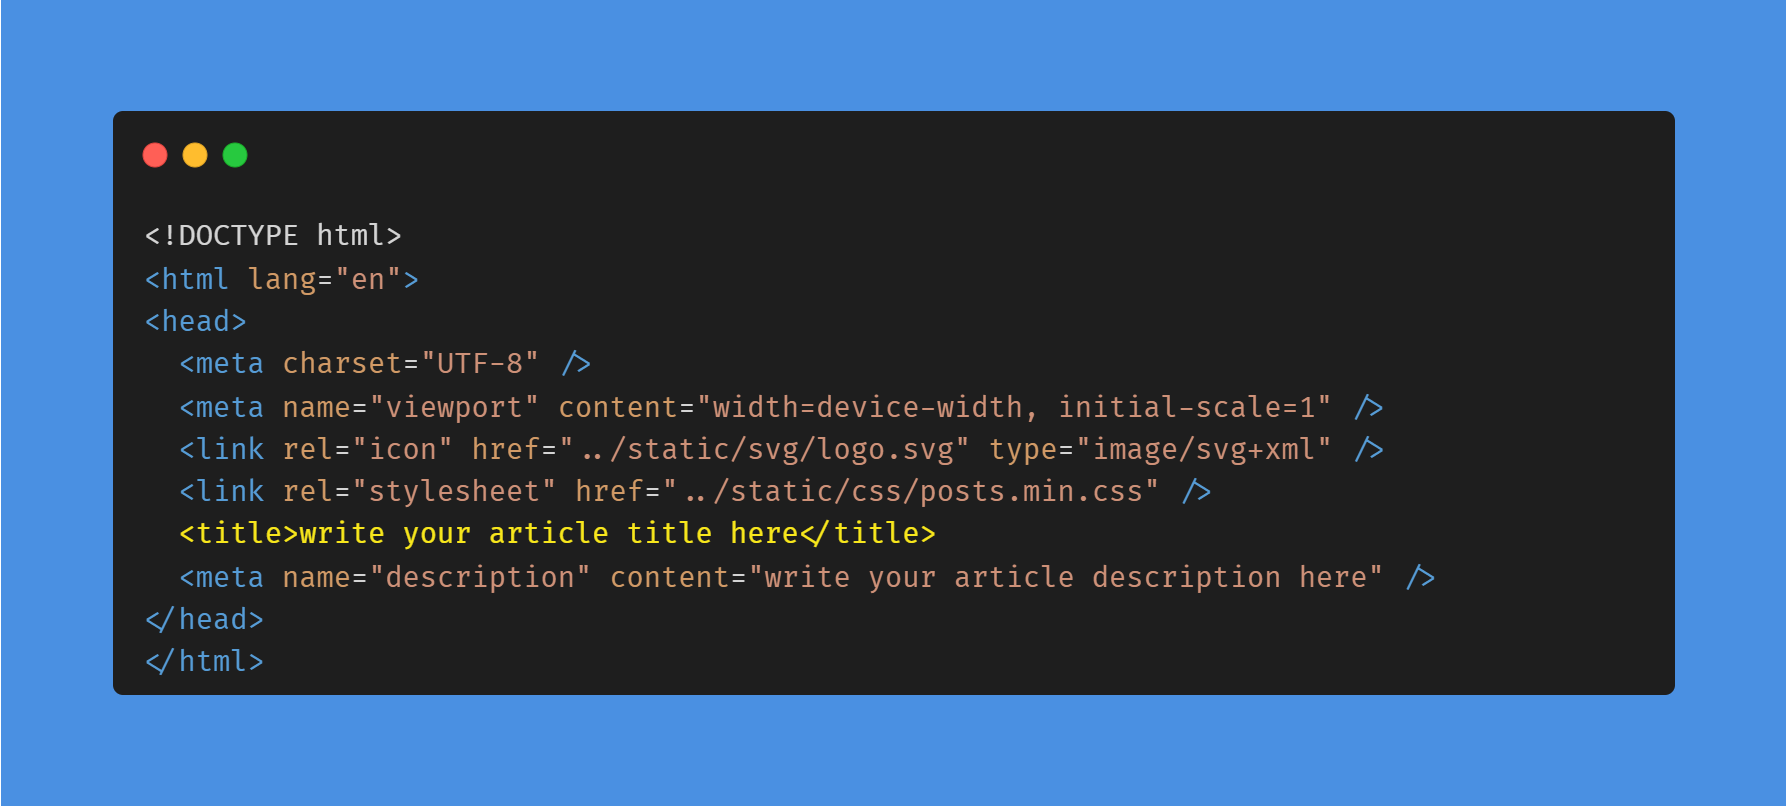 <!DOCTYPE html>
<html lang="en">
<head>
  <meta charset="UTF-8" />
  <meta name="viewport" content="width=device-width, initial-scale=1" />
  <link rel="icon" href="../static/svg/logo.svg" type="image/svg+xml" />
  <link rel="stylesheet" href="../static/css/posts.min.css" />
  <title>write your article title here</title>
  <meta name="description" content="write your article description here" />
</head>
</html>